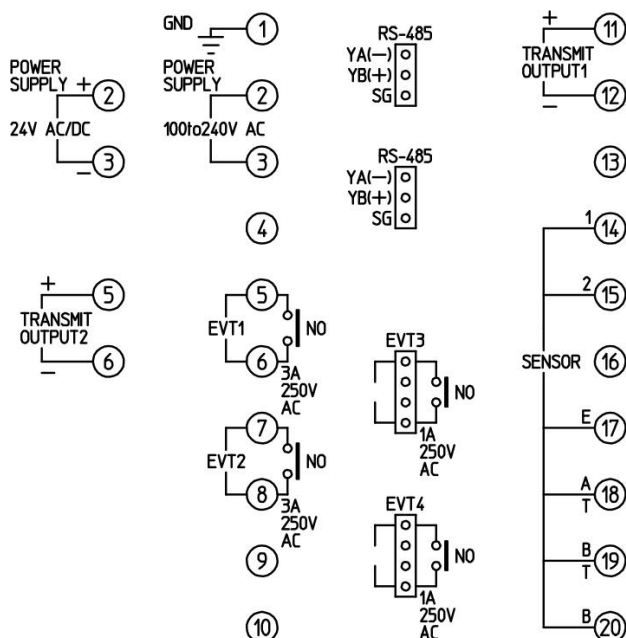 GND
1
POWER
SUPPLY +
2
24V AC/DC
−
3
POWER
SUPPLY
2
100to240V AC
3
4
RS-485
YA(−)
YB(+)
SG
RS-485
YA(−)
YB(+)
SG
+
11
TRANSMIT
OUTPUT1
−
12
13
+
5
TRANSMIT
OUTPUT2
−
6
5
EVT1
NO
6
3A
250V
AC
7
EVT2
NO
8
3A
250V
AC
9
10
EVT3
NO
1A
250V
AC
EVT4
NO
1A
250V
AC
1
14
2
15
SENSOR
16
E
17
A
T
18
B
T
19
B
20